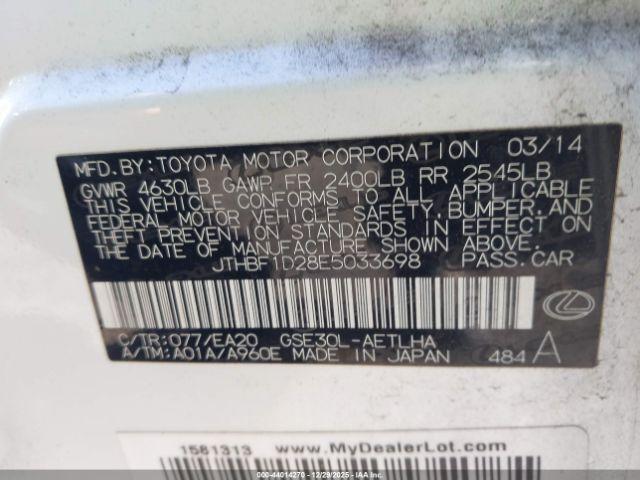 MFD. BY: TOYOTA MOTOR CORPORATION 03/14
GVWR 4630LB GAWR FR 2400LB RR 2545LB
THIS VEHICLE CONFORMS TO ALL APPLICABLE
FEDERAL MOTOR VEHICLE SAFETY, BUMPER, AND
THEFT PREVENTION STANDARDS IN EFFECT ON
THE DATE OF MANUFACTURE SHOWN ABOVE.
JTHBF1D28E5033698 PASS. CAR
C/TR: 077/EA20 GSE30L-AETLHA
A/TM: A01A/A960E MADE IN JAPAN 484 A
1581313 www.MyDealerLot.com
000-44014270 - 12/29/2025 - IAAI Copyright